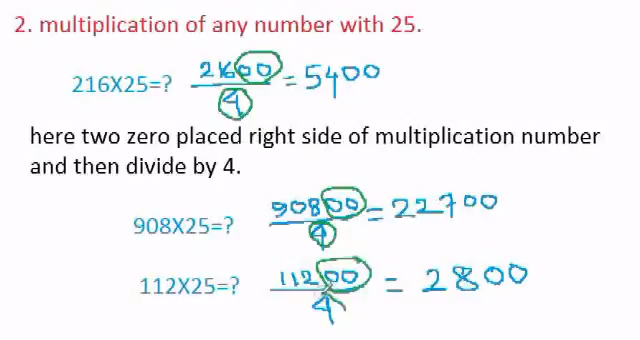 2. multiplication of any number with 25.
216X25=? 21600/4 = 5400
here two zero placed right side of multiplication number
and then divide by 4.
908X25=? 90800/4 = 22700
112X25=? 11200/4 = 2800